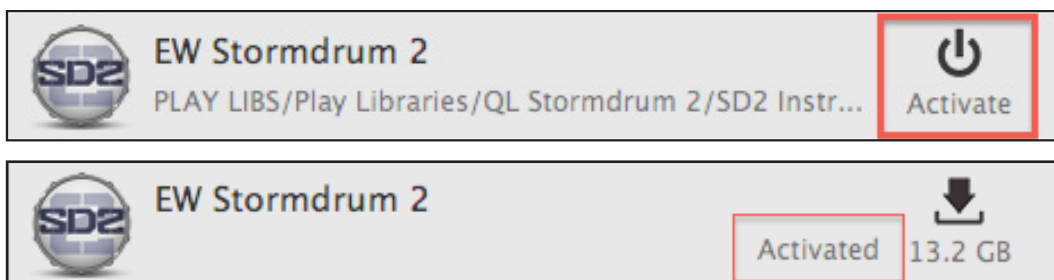 SD2
EW Stormdrum 2
PLAY LIBS/Play Libraries/QL Stormdrum 2/SD2 Instr...
Activate
SD2
EW Stormdrum 2
Activated
13.2 GB